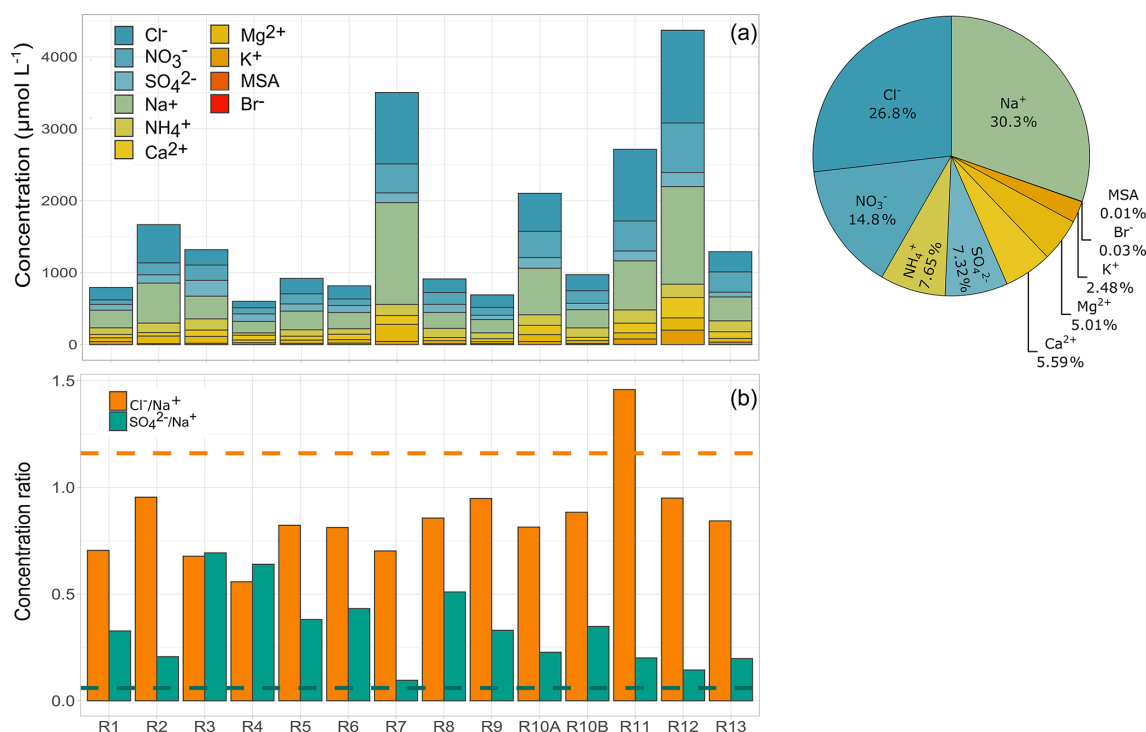 (a)
Concentration (µmol L⁻¹)
4000
3000
2000
1000
0
Cl⁻
NO₃⁻
SO₄²⁻
Na⁺
NH₄⁺
Ca²⁺
Mg²⁺
K⁺
MSA
Br⁻
Cl⁻
26.8%
Na⁺
30.3%
NO₃⁻
14.8%
NH₄⁺
7.65%
SO₄²⁻
7.32%
MSA
0.01%
Br⁻
0.03%
K⁺
2.48%
Mg²⁺
5.01%
Ca²⁺
5.59%
(b)
Concentration ratio
1.5
1.0
0.5
0.0
Cl⁻/Na⁺
SO₄²⁻/Na⁺
R1 R2 R3 R4 R5 R6 R7 R8 R9 R10A R10B R11 R12 R13